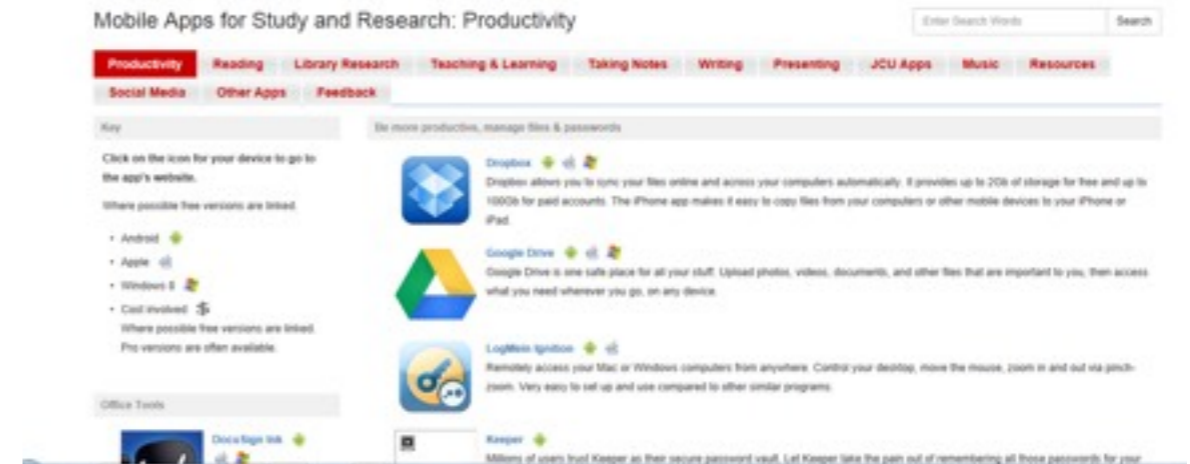 Mobile Apps for Study and Research: Productivity
Enter Search Words
Search
Productivity
Reading
Library Research
Teaching & Learning
Taking Notes
Writing
Presenting
JCU Apps
Music
Resources
Social Media
Other Apps
Feedback
Key
Click on the icon for your device to go to
the app's website.
Where possible free versions are linked.
• Android
• Apple
• Windows 8
• Cost involved $
Where possible free versions are linked.
Pro versions are often available.
Office Tools
DocuSign Ink
Be more productive, manage files & passwords
Dropbox
Dropbox allows you to sync your files online and across your computers automatically. It provides up to 2Gb of storage for free and up to
100Gb for paid accounts. The iPhone app makes it easy to copy files from your computers or other mobile devices to your iPhone or
iPad.
Google Drive
Google Drive is one safe place for all your stuff. Upload photos, videos, documents, and other files that are important to you, then access
what you need wherever you go, on any device.
LogMein Ignition
Remotely access your Mac or Windows computers from anywhere. Control your desktop, move the mouse, zoom in and out via pinch-
zoom. Very easy to set up and use compared to other similar programs.
Keeper
Millions of users trust Keeper as their secure password vault. Let Keeper take the pain out of remembering all those passwords for your